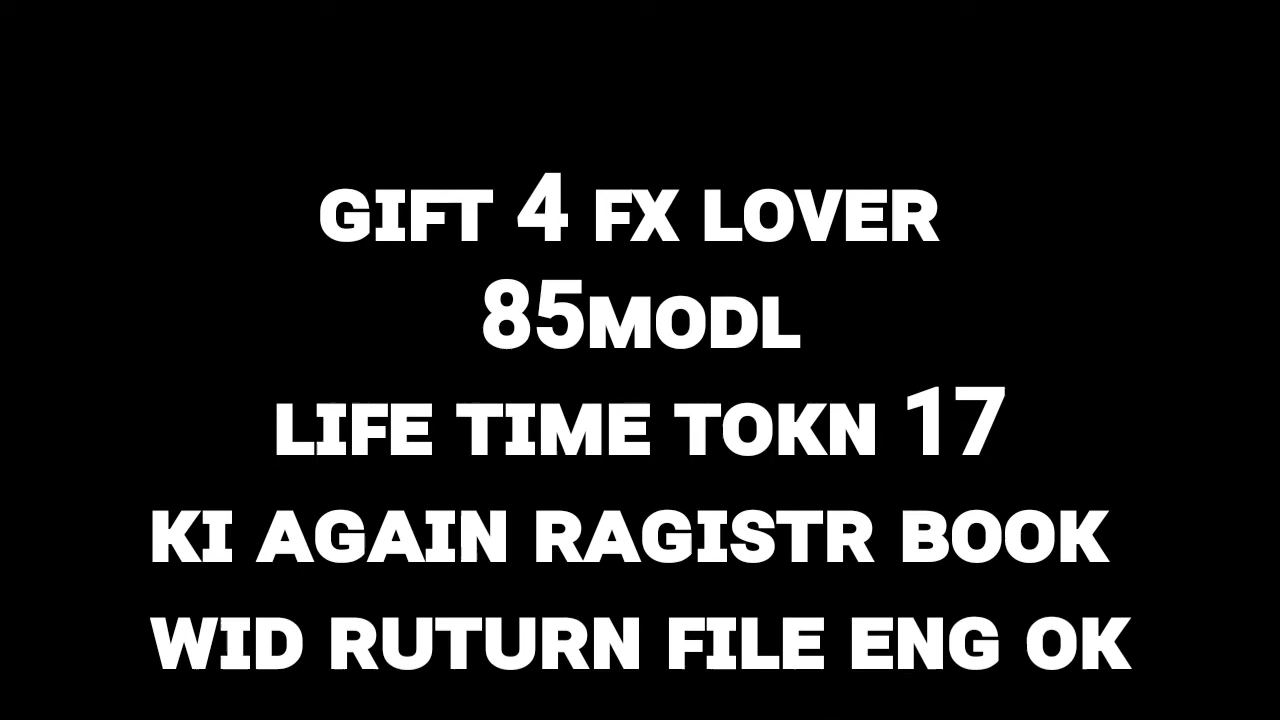 GIFT 4 FX LOVER
85MODL
LIFE TIME TOKN 17
KI AGAIN RAGISTR BOOK
WID RUTURN FILE ENG OK